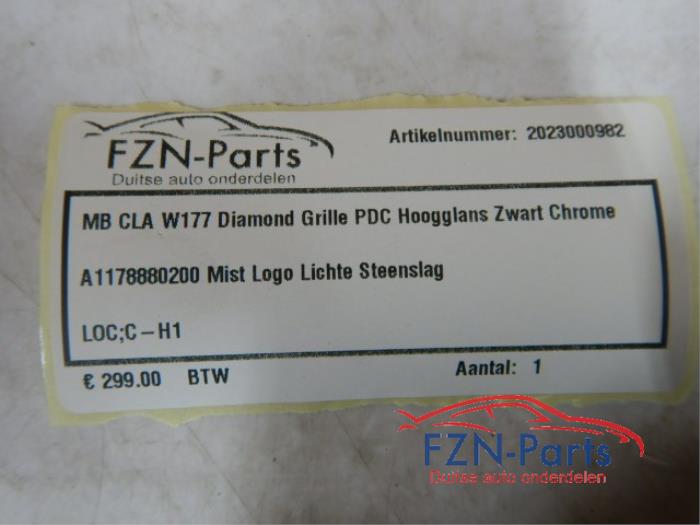 FZN-Parts
Duitse auto onderdelen
Artikelnummer: 2023000982
MB CLA W177 Diamond Grille PDC Hoogglans Zwart Chrome
A1178880200 Mist Logo Lichte Steenslag
LOC;C-H1
€ 299.00 BTW
Aantal: 1
FZN-Parts
Duitse auto onderdelen